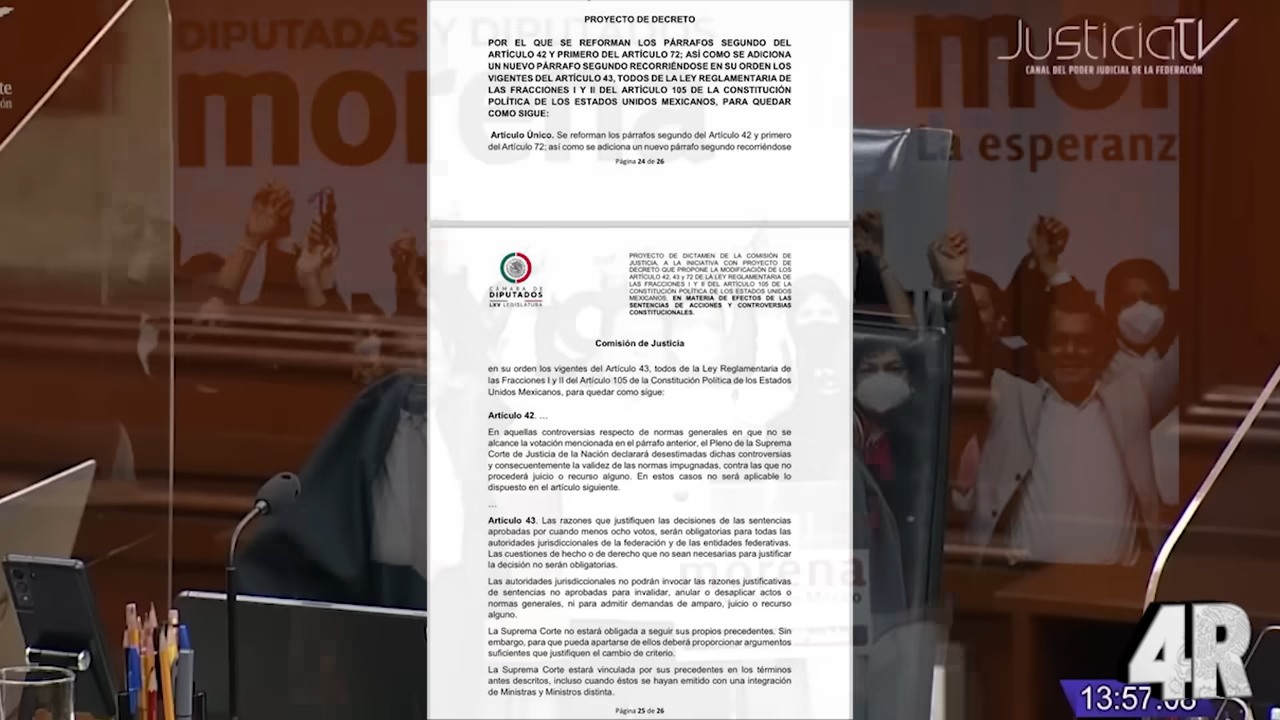 PROYECTO DE DECRETO
POR EL QUE SE REFORMAN LOS PÁRRAFOS SEGUNDO DEL
ARTÍCULO 42 Y PRIMERO DEL ARTÍCULO 72; ASÍ COMO SE ADICIONA
UN NUEVO PÁRRAFO SEGUNDO RECORRIÉNDOSE EN SU ORDEN LOS
VIGENTES DEL ARTÍCULO 43, TODOS DE LA LEY REGLAMENTARIA DE
LAS FRACCIONES I Y II DEL ARTÍCULO 105 DE LA CONSTITUCIÓN
POLÍTICA DE LOS ESTADOS UNIDOS MEXICANOS, PARA QUEDAR
COMO SIGUE:
Artículo Único. Se reforman los párrafos segundo del Artículo 42 y primero
del Artículo 72; así como se adiciona un nuevo párrafo segundo recorriéndose
Página 24 de 26
CÁMARA DE
DIPUTADOS
LXV LEGISLATURA
PROYECTO DE DICTAMEN DE LA COMISIÓN DE
JUSTICIA, A LA INICIATIVA CON PROYECTO DE
DECRETO QUE PROPONE LA MODIFICACIÓN DE LOS
ARTÍCULO 42, 43 y 72 DE LA LEY REGLAMENTARIA DE
LAS FRACCIONES I Y II DEL ARTÍCULO 105 DE LA
CONSTITUCIÓN POLÍTICA DE LOS ESTADOS UNIDOS
MEXICANOS, EN MATERIA DE EFECTOS DE LAS
SENTENCIAS DE ACCIONES Y CONTROVERSIAS
CONSTITUCIONALES.
Comisión de Justicia
en su orden los vigentes del Artículo 43, todos de la Ley Reglamentaria de
las Fracciones I y II del Artículo 105 de la Constitución Política de los Estados
Unidos Mexicanos, para quedar como sigue:
Artículo 42. ...
En aquellas controversias respecto de normas generales en que no se
alcance la votación mencionada en el párrafo anterior, el Pleno de la Suprema
Corte de Justicia de la Nación declarará desestimadas dichas controversias
y consecuentemente la validez de las normas impugnadas, contra las que no
procederá juicio o recurso alguno. En estos casos no será aplicable lo
dispuesto en el artículo siguiente.
...
Artículo 43. Las razones que justifiquen las decisiones de las sentencias
aprobadas por cuando menos ocho votos, serán obligatorias para todas las
autoridades jurisdiccionales de la federación y de las entidades federativas.
Las cuestiones de hecho o de derecho que no sean necesarias para justificar
la decisión no serán obligatorias.
Las autoridades jurisdiccionales no podrán invocar las razones justificativas
de sentencias no aprobadas para invalidar, anular o desaplicar actos o
normas generales, ni para admitir demandas de amparo, juicio o recurso
alguno.
La Suprema Corte no estará obligada a seguir sus propios precedentes. Sin
embargo, para que pueda apartarse de ellos deberá proporcionar argumentos
suficientes que justifiquen el cambio de criterio.
La Suprema Corte estará vinculada por sus precedentes en los términos
antes descritos, incluso cuando éstos se hayan emitido con una integración
de Ministras y Ministros distinta.
Página 25 de 26
JusticiaTV
CANAL DEL PODER JUDICIAL DE LA FEDERACIÓN
DIPUTADAS Y DIPUTADOS
morena
La esperanz
morena
4R
13:57